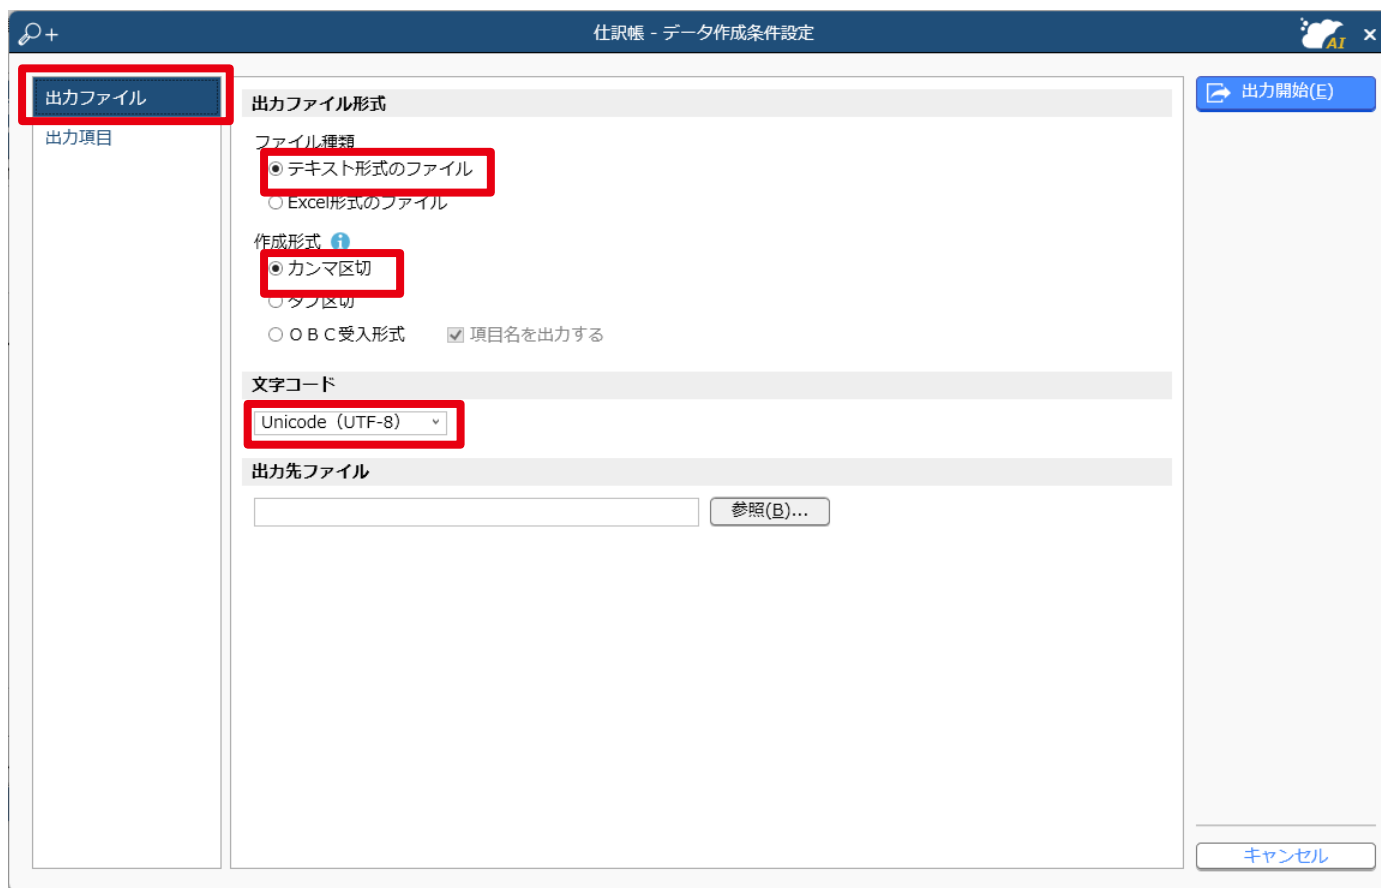 仕訳帳 - データ作成条件設定
AI
出力ファイル
出力項目
出力ファイル形式
ファイル種類
テキスト形式のファイル
Excel形式のファイル
作成形式
カンマ区切
タブ区切
ＯＢＣ受入形式
項目名を出力する
文字コード
Unicode（UTF-8）
出力先ファイル
参照(B)...
出力開始(E)
キャンセル